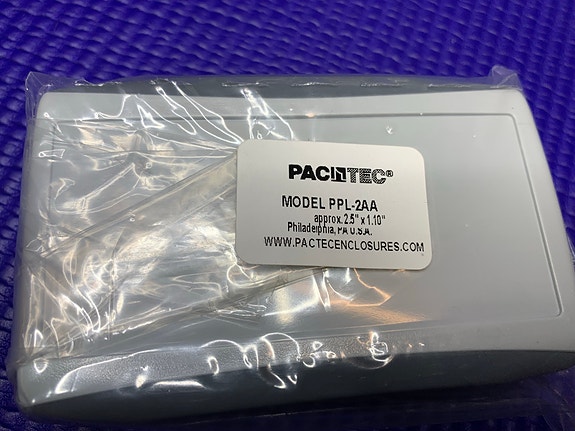 PACTEC®
MODEL PPL-2AA
approx. 2.5" x 1.10"
Philadelphia, PA U.S.A.
WWW.PACTECENCLOSURES.COM